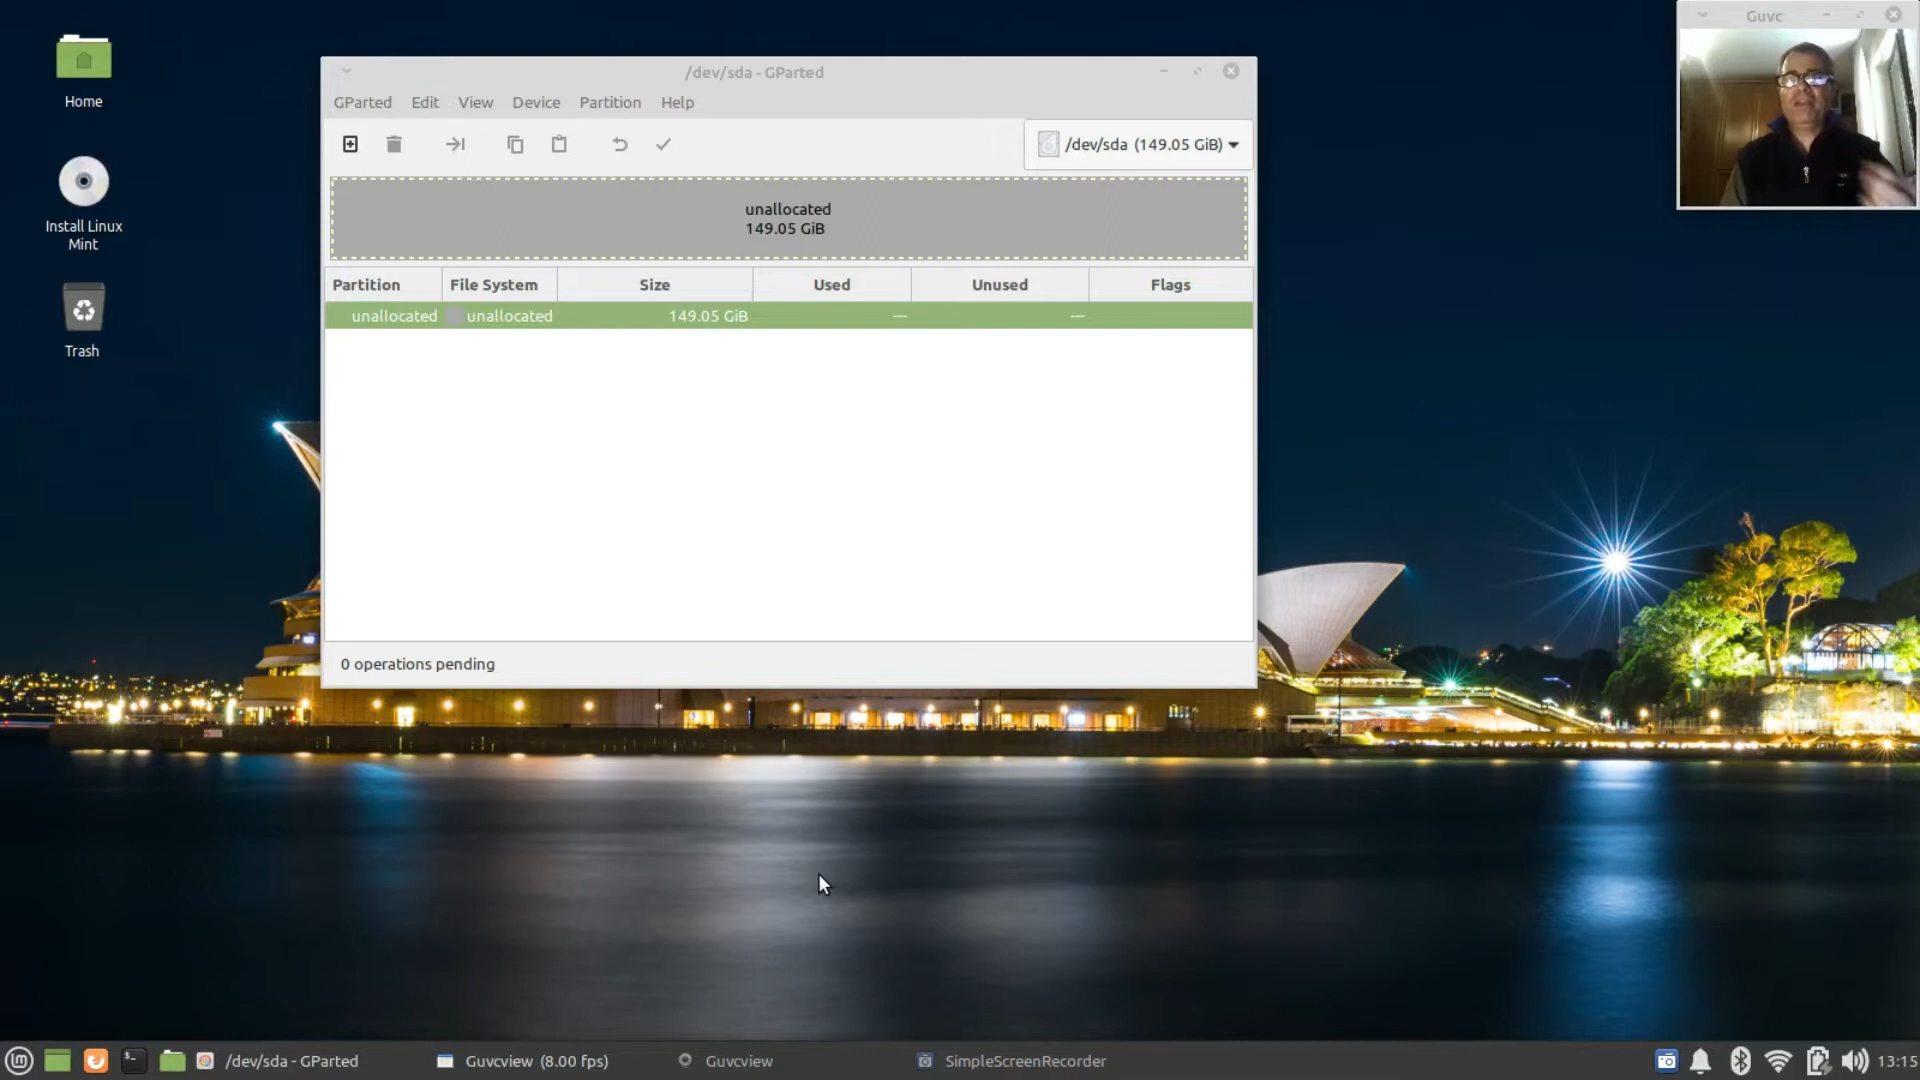 Home
Install Linux
Mint
Trash
/dev/sda - GParted
GParted Edit View Device Partition Help
/dev/sda (149.05 GiB)
unallocated
149.05 GiB
Partition File System Size Used Unused Flags
unallocated unallocated 149.05 GiB --- ---
0 operations pending
Guvc
/dev/sda - GParted Guvcview (8.00 fps) Guvcview SimpleScreenRecorder 13:15